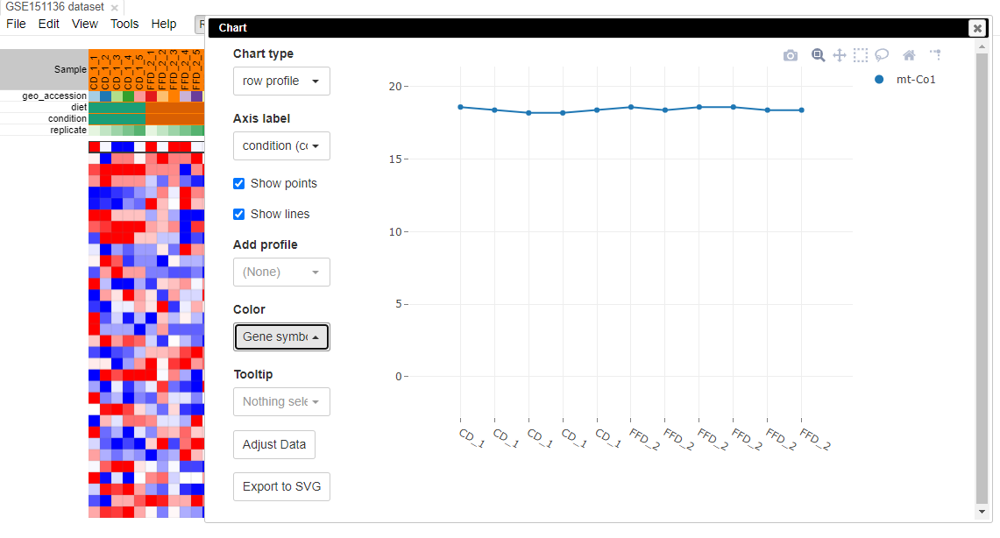 GSE151136 dataset ×
File Edit View Tools Help
Chart
Sample
CD_1_1
CD_1_2
CD_1_3
CD_1_4
CD_1_5
FFD_2_1
FFD_2_2
FFD_2_3
FFD_2_4
FFD_2_5
geo_accession
diet
condition
replicate
Chart type
row profile
Axis label
condition (cc
Show points
Show lines
Add profile
(None)
Color
Gene symbo
Tooltip
Nothing sele
Adjust Data
Export to SVG
mt-Co1
20
15
10
5
0
CD_1
CD_1
CD_1
CD_1
CD_1
FFD_2
FFD_2
FFD_2
FFD_2
FFD_2
FFD_2